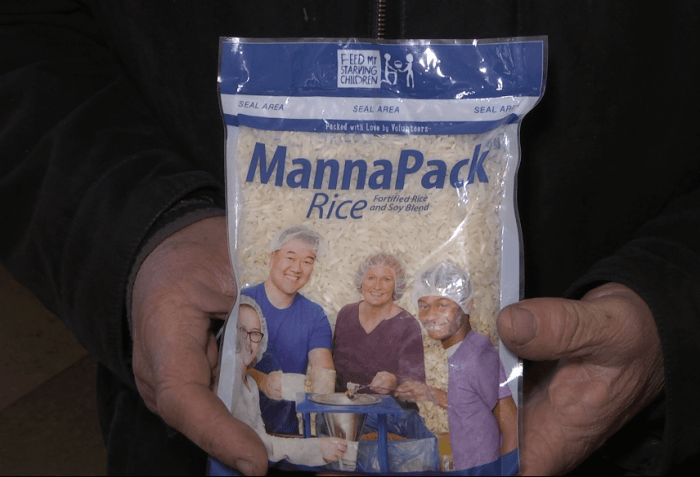 FEED MY
STARVING
CHILDREN
SEAL AREA SEAL AREA SEAL AREA
Packed with Love by Volunteers
MannaPack
Rice Fortified Rice
and Soy Blend